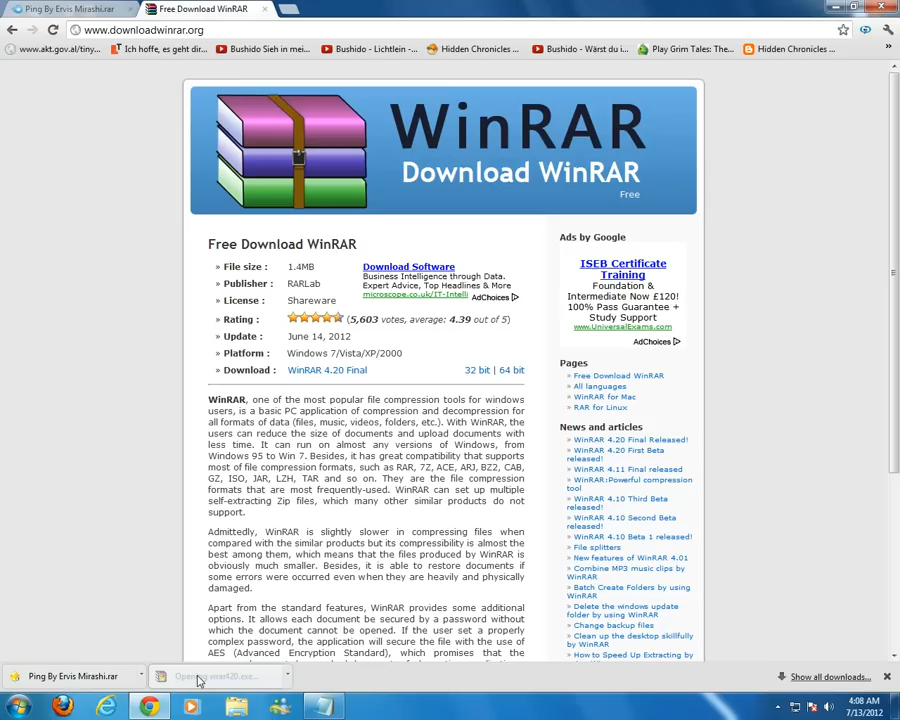 Ping By Ervis Mirashi.rar
Free Download WinRAR
www.downloadwinrar.org
www.akt.gov.al/tiny...
Ich hoffe, es geht dir...
Bushido Sieh in mei...
Bushido - Lichtlein - ...
Hidden Chronicles ...
Bushido - Wärst du i...
Play Grim Tales: The...
Hidden Chronicles ...
»
WinRAR
Download WinRAR
Free
Free Download WinRAR
» File size : 1.4MB
» Publisher : RARLab
» License : Shareware
» Rating : (5,603 votes, average: 4.39 out of 5)
» Update : June 14, 2012
» Platform : Windows 7/Vista/XP/2000
» Download : WinRAR 4.20 Final 32 bit | 64 bit
Download Software
Business Intelligence through Data.
Expert Advice, Top Headlines & More
microscope.co.uk/IT-Intelli
AdChoices
WinRAR, one of the most popular file compression tools for windows
users, is a basic PC application of compression and decompression for
all formats of data (files, music, videos, folders, etc.). With WinRAR, the
users can reduce the size of documents and upload documents with
less time. It can run on almost any versions of Windows, from
Windows 95 to Win 7. Besides, it has great compatibility that supports
most of file compression formats, such as RAR, 7Z, ACE, ARJ, BZ2, CAB,
GZ, ISO, JAR, LZH, TAR and so on. They are the file compression
formats that are most frequently-used. WinRAR can set up multiple
self-extracting Zip files, which many other similar products do not
support.
Admittedly, WinRAR is slightly slower in compressing files when
compared with the similar products but its compressibility is almost the
best among them, which means that the files produced by WinRAR is
obviously much smaller. Besides, it is able to restore documents if
some errors were occurred even when they are heavily and physically
damaged.
Apart from the standard features, WinRAR provides some additional
options. It allows each document be secured by a password without
which the document cannot be opened. If the user set a properly
complex password, the application will secure the file with the use of
AES (Advanced Encryption Standard), which promises that the
Ads by Google
ISEB Certificate
Training
Foundation &
Intermediate Now £120!
100% Pass Guarantee +
Study Support
www.UniversalExams.com
AdChoices
Pages
» Free Download WinRAR
» All languages
» WinRAR for Mac
» RAR for Linux
News and articles
» WinRAR 4.20 Final Released!
» WinRAR 4.20 First Beta
released!
» WinRAR 4.11 Final released
» WinRAR:Powerful compression
tool
» WinRAR 4.10 Third Beta
released!
» WinRAR 4.10 Second Beta
released!
» WinRAR 4.10 Beta 1 released!
» File splitters
» New features of WinRAR 4.01
» Combine MP3 music clips by
WinRAR
» Batch Create Folders by using
WinRAR
» Delete the windows update
folder by using WinRAR
» Change backup files
» Clean up the desktop skillfully
by WinRAR
» How to Speed Up Extracting by
Ping By Ervis Mirashi.rar
Opening wrar420.exe...
Show all downloads...
4:08 AM
7/13/2012